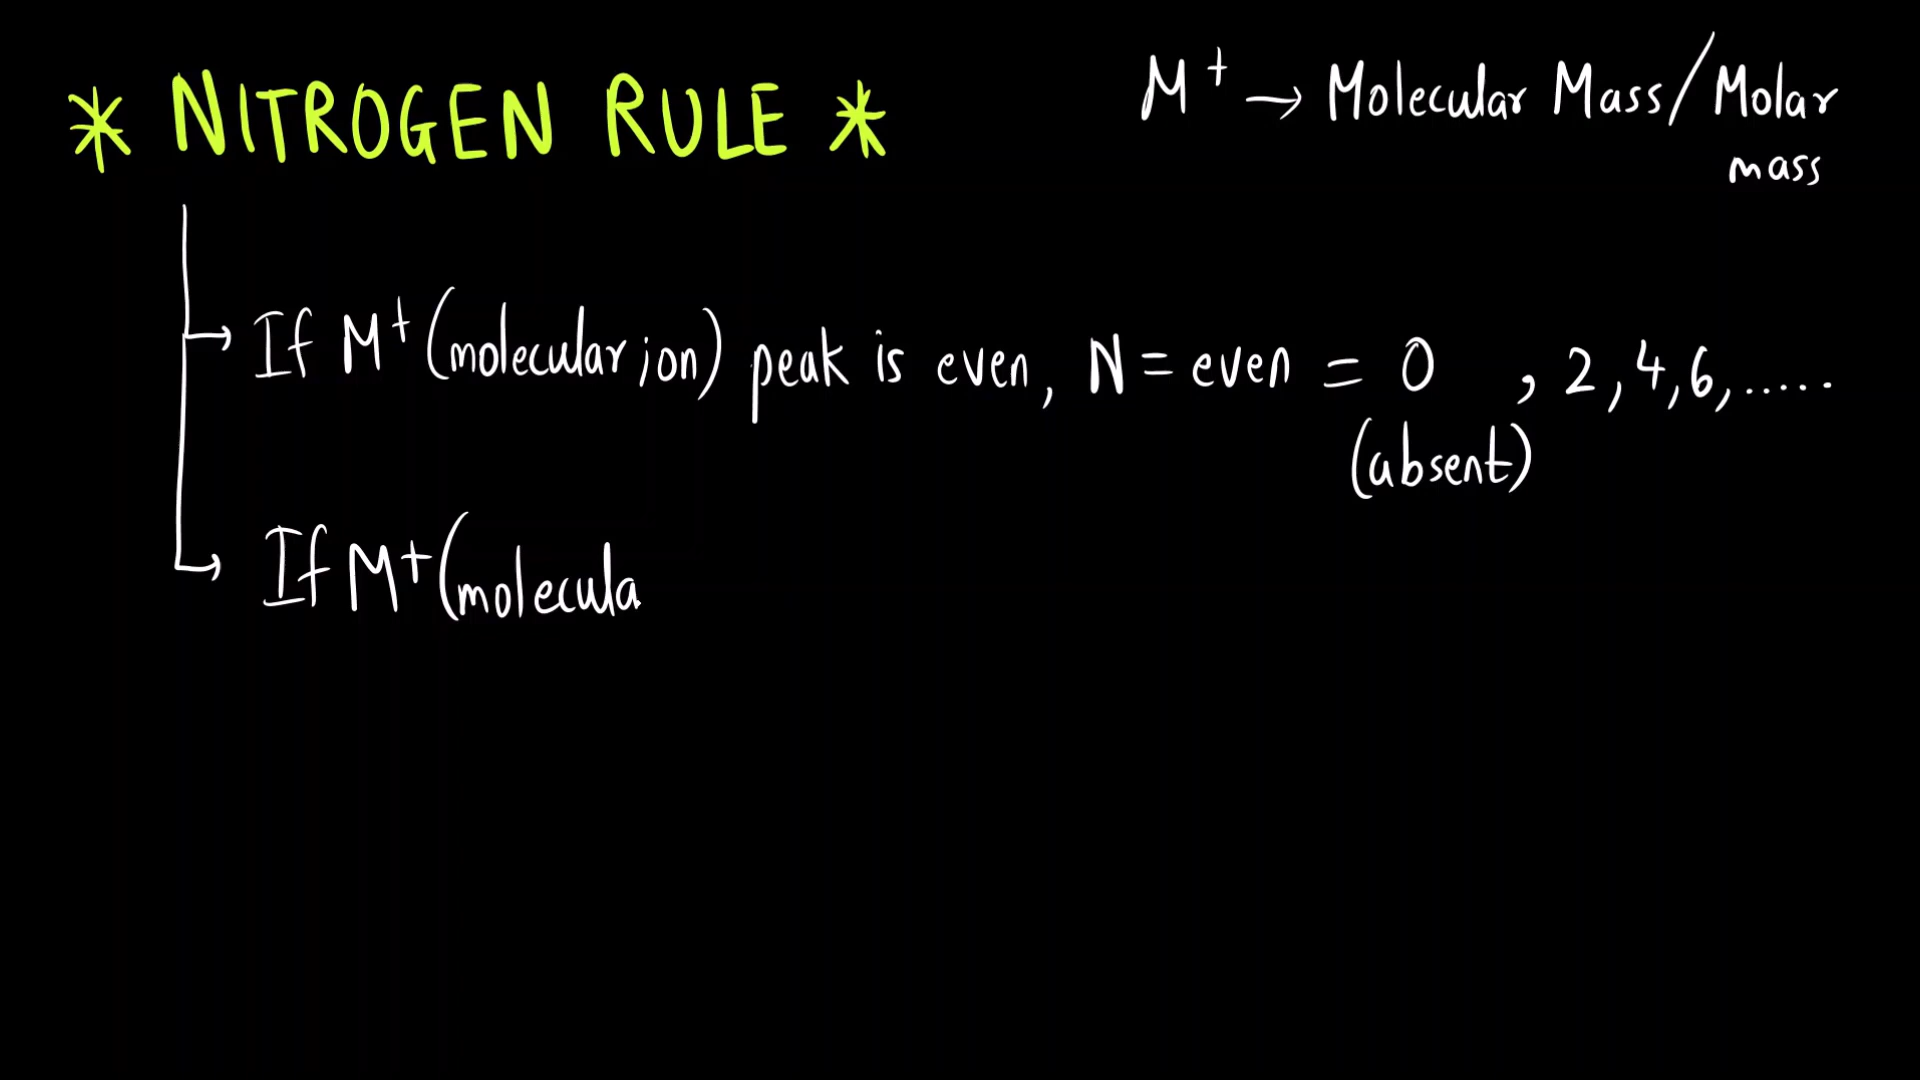 * NITROGEN RULE *
M⁺ → Molecular Mass/Molar
mass
→ If M⁺ (molecular ion) peak is even, N = even = 0 , 2, 4, 6, .....
(absent)
→ If M⁺ (molecula